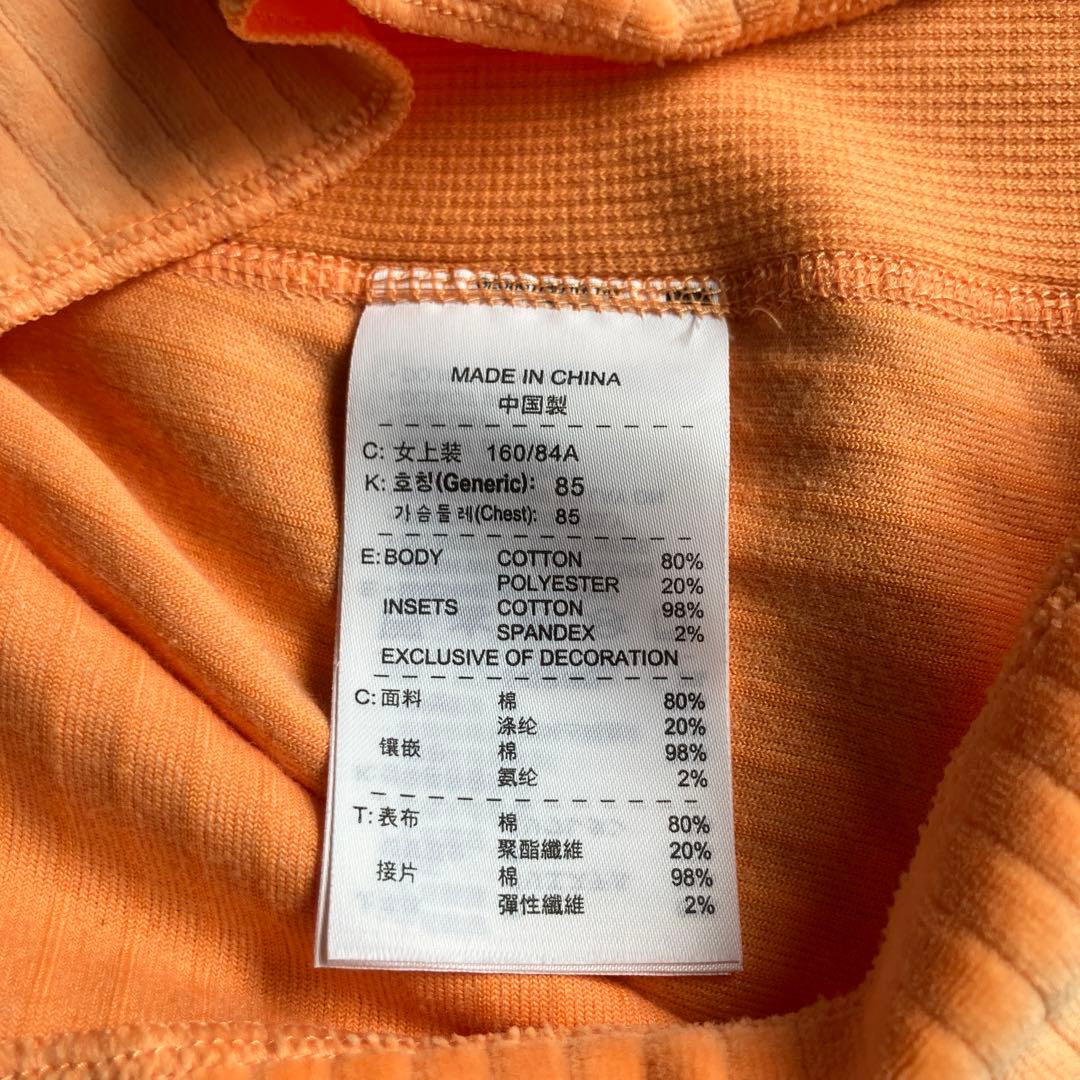 MADE IN CHINA
中国製
C: 女上装 160/84A
K: 호칭(Generic): 85
가슴둘레(Chest): 85
E: BODY COTTON 80%
POLYESTER 20%
INSETS COTTON 98%
SPANDEX 2%
EXCLUSIVE OF DECORATION
C: 面料 棉 80%
涤纶 20%
镶嵌 棉 98%
氨纶 2%
T: 表布 棉 80%
聚酯纖維 20%
接片 棉 98%
彈性纖維 2%